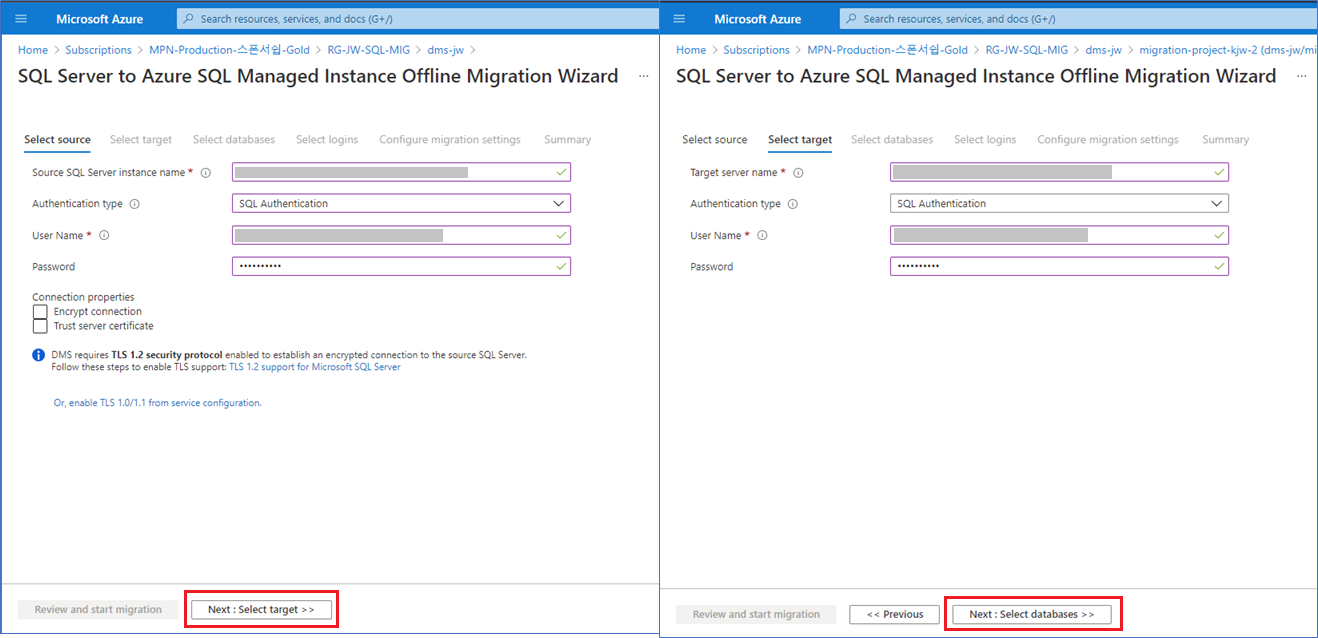 Microsoft Azure
Search resources, services, and docs (G+/)
Home > Subscriptions > MPN-Production-스폰서쉽-Gold > RG-JW-SQL-MIG > dms-jw >
SQL Server to Azure SQL Managed Instance Offline Migration Wizard ...
Select source Select target Select databases Select logins Configure migration settings Summary
Source SQL Server instance name *
Authentication type
SQL Authentication
User Name *
Password
••••••••••
Connection properties
Encrypt connection
Trust server certificate
DMS requires TLS 1.2 security protocol enabled to establish an encrypted connection to the source SQL Server.
Follow these steps to enable TLS support: TLS 1.2 support for Microsoft SQL Server
Or, enable TLS 1.0/1.1 from service configuration.
Review and start migration
Next : Select target >>
Microsoft Azure
Search resources, services, and docs (G+/)
Home > Subscriptions > MPN-Production-스폰서쉽-Gold > RG-JW-SQL-MIG > dms-jw > migration-project-kjw-2 (dms-jw/mi
SQL Server to Azure SQL Managed Instance Offline Migration Wizard ...
Select source Select target Select databases Select logins Configure migration settings Summary
Target server name *
Authentication type
SQL Authentication
User Name *
Password
••••••••••
Review and start migration
<< Previous
Next : Select databases >>